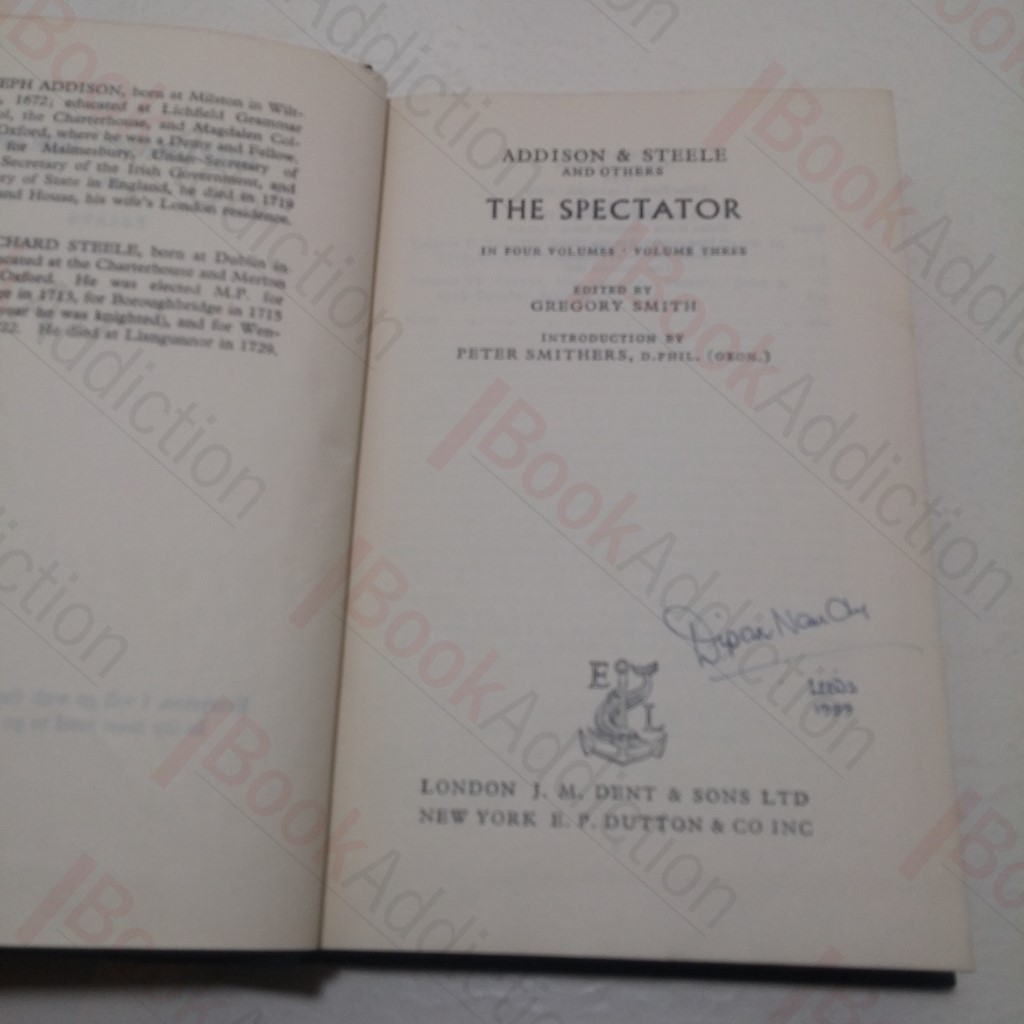 EPH ADDISON, born at Milston in Wilt-
, 1672; educated at Lichfield Grammar
ol, the Charterhouse, and Magdalen Col-
Oxford, where he was a Demy and Fellow.
for Malmesbury, Under-Secretary of
Secretary of the Irish Government, and
ry of State in England, he died in 1719
and House, his wife's London residence.
CHARD STEELE, born at Dublin in
ucated at the Charterhouse and Merton
Oxford. He was elected M.P. for
ge in 1713, for Boroughbridge in 1715
year he was knighted), and for Wen-
22. He died at Llangunnor in 1729.
ADDISON & STEELE
AND OTHERS
THE SPECTATOR
IN FOUR VOLUMES · VOLUME THREE
EDITED BY
GREGORY SMITH
INTRODUCTION BY
PETER SMITHERS, D.PHIL. (OXON.)
LEEDS
E
L
LONDON J. M. DENT & SONS LTD
NEW YORK E. P. DUTTON & CO INC
BookAddiction